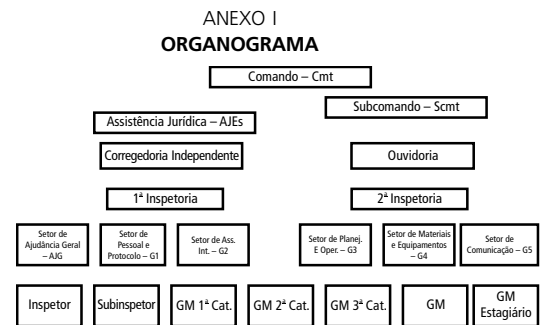 ANEXO I
ORGANOGRAMA
Comando – Cmt
Subcomando – Scmt
Assistência Jurídica – AJEs
Corregedoria Independente
Ouvidoria
1ª Inspetoria
2ª Inspetoria
Setor de
Ajudância Geral
– AJG
Setor de
Pessoal e
Protocolo – G1
Setor de Ass.
Int. – G2
Setor de Planej.
E Oper. – G3
Setor de Materiais
e Equipamentos
– G4
Setor de
Comunicação – G5
Inspetor
Subinspetor
GM 1ª Cat.
GM 2ª Cat.
GM 3ª Cat.
GM
GM
Estagiário